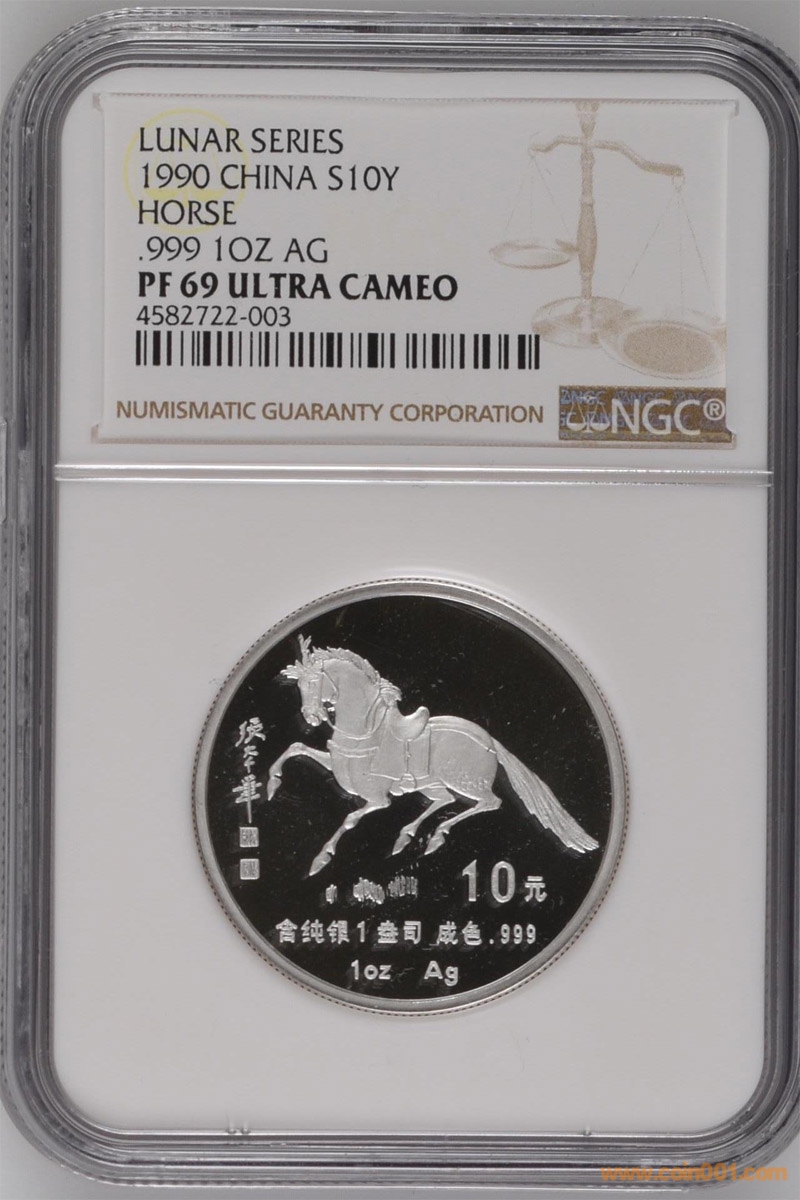 LUNAR SERIES
1990 CHINA S10Y
HORSE
.999 1OZ AG
PF 69 ULTRA CAMEO
4582722-003
NUMISMATIC GUARANTY CORPORATION
NGC®
10元
含纯银1盎司 成色.999
1oz Ag
www.coin001.com